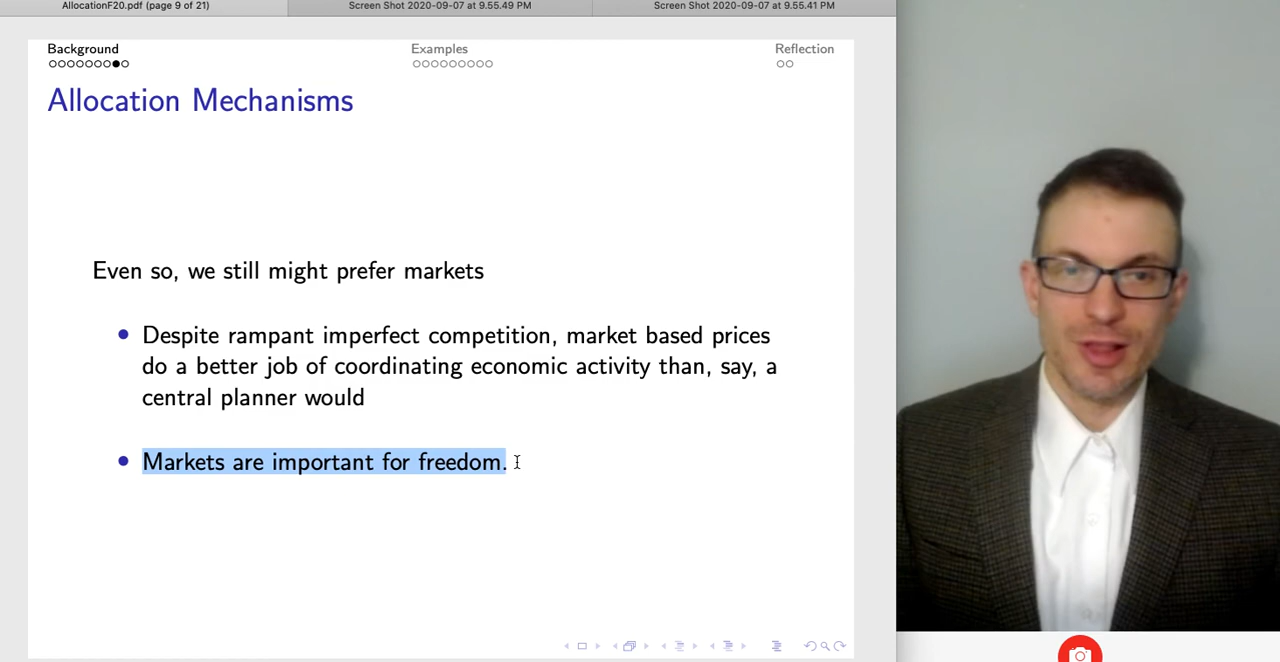 AllocationF20.pdf (page 9 of 21)
Screen Shot 2020-09-07 at 9.55.49 PM
Screen Shot 2020-09-07 at 9.55.41 PM
Background
Examples
Reflection
Allocation Mechanisms
Even so, we still might prefer markets
Despite rampant imperfect competition, market based prices
do a better job of coordinating economic activity than, say, a
central planner would
Markets are important for freedom.